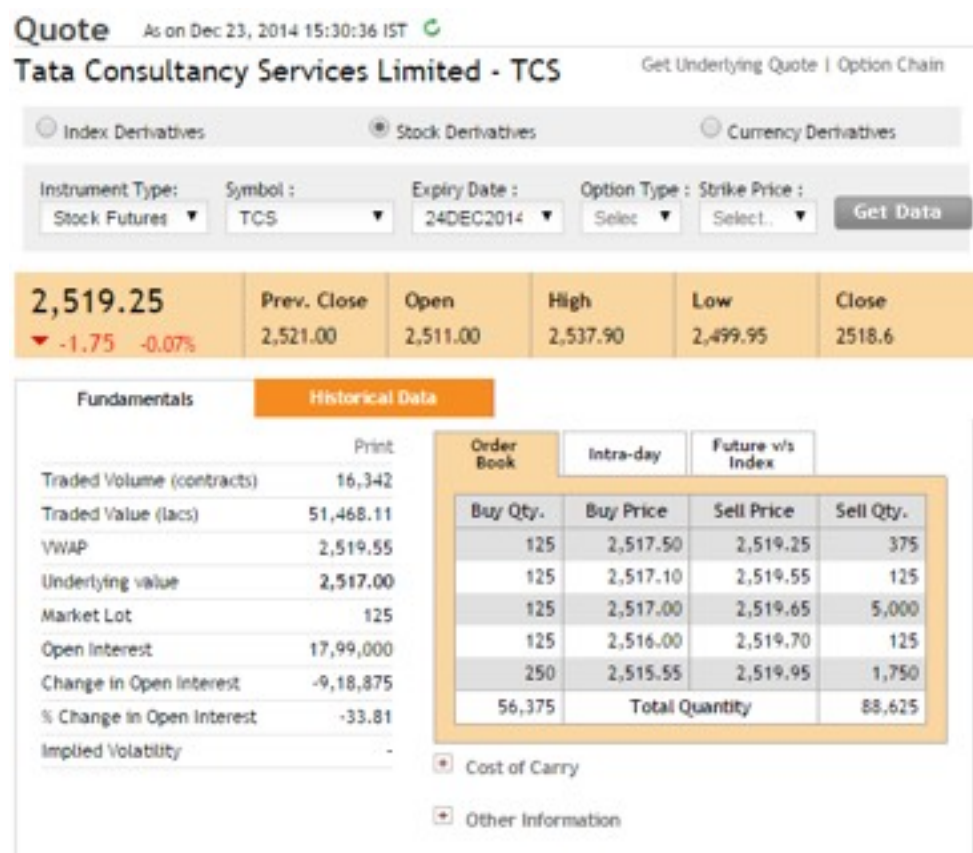 Quote As on Dec 23, 2014 15:30:36 IST
Tata Consultancy Services Limited - TCS Get Underlying Quote | Option Chain
Index Derivatives Stock Derivatives Currency Derivatives
Instrument Type: Symbol : Expiry Date : Option Type : Strike Price :
Stock Futures TCS 24DEC2014 Selec Select.. Get Data
2,519.25 Prev. Close Open High Low Close
-1.75 -0.07% 2,521.00 2,511.00 2,537.90 2,499.95 2518.6
Fundamentals Historical Data
Print
Traded Volume (contracts) 16,342
Traded Value (lacs) 51,468.11
VWAP 2,519.55
Underlying value 2,517.00
Market Lot 125
Open Interest 17,99,000
Change in Open Interest -9,18,875
% Change in Open Interest -33.81
Implied Volatility -
Order Book Intra-day Future v/s Index
Buy Qty. Buy Price Sell Price Sell Qty.
125 2,517.50 2,519.25 375
125 2,517.10 2,519.55 125
125 2,517.00 2,519.65 5,000
125 2,516.00 2,519.70 125
250 2,515.55 2,519.95 1,750
56,375 Total Quantity 88,625
Cost of Carry
Other Information